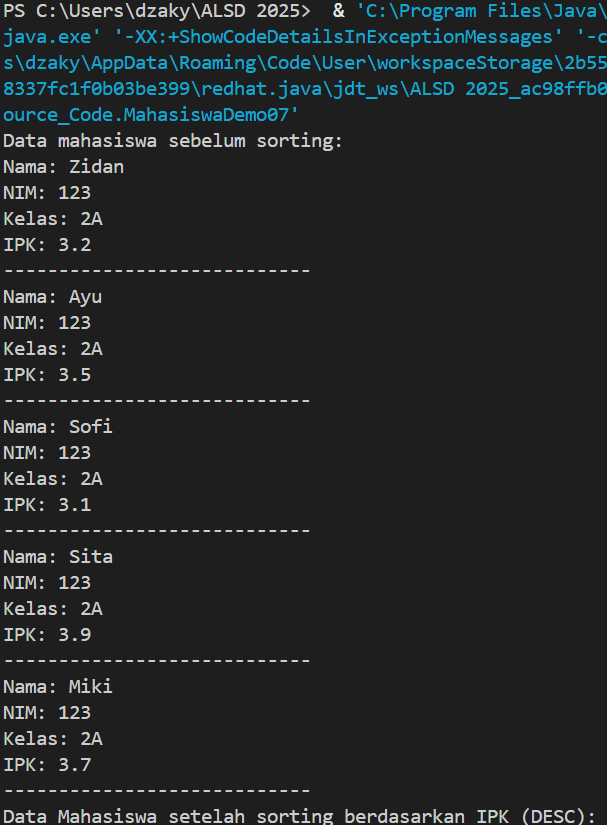 PS C:\Users\dzaky\ALSD 2025>  & 'C:\Program Files\Java\
java.exe' '-XX:+ShowCodeDetailsInExceptionMessages' '-c
s\dzaky\AppData\Roaming\Code\User\workspaceStorage\2b55
8337fc1f0b03be399\redhat.java\jdt_ws\ALSD 2025_ac98ffb0
ource_Code.MahasiswaDemo07'
Data mahasiswa sebelum sorting:
Nama: Zidan
NIM: 123
Kelas: 2A
IPK: 3.2
----------------------------
Nama: Ayu
NIM: 123
Kelas: 2A
IPK: 3.5
----------------------------
Nama: Sofi
NIM: 123
Kelas: 2A
IPK: 3.1
----------------------------
Nama: Sita
NIM: 123
Kelas: 2A
IPK: 3.9
----------------------------
Nama: Miki
NIM: 123
Kelas: 2A
IPK: 3.7
----------------------------
Data Mahasiswa setelah sorting berdasarkan IPK (DESC):